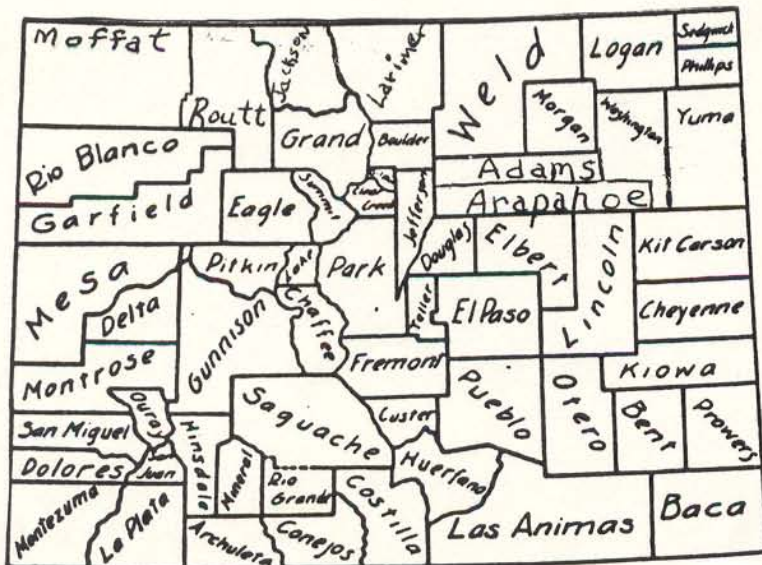 Moffat
Routt
Jackson
Larimer
Weld
Logan
Sedgwick
Phillips
Rio Blanco
Grand
Boulder
Morgan
Washington
Yuma
Garfield
Eagle
Summit
Clear Creek
Jefferson
Adams
Arapahoe
Mesa
Pitkin
Lake
Park
Douglas
Elbert
Lincoln
Kit Carson
Delta
Gunnison
Chaffee
Teller
El Paso
Cheyenne
Montrose
Fremont
Kiowa
Ouray
Saguache
Custer
Pueblo
Otero
Bent
Prowers
San Miguel
Hinsdale
Dolores
San Juan
Mineral
Rio Grande
Costilla
Huerfano
Montezuma
La Plata
Archuleta
Conejos
Las Animas
Baca